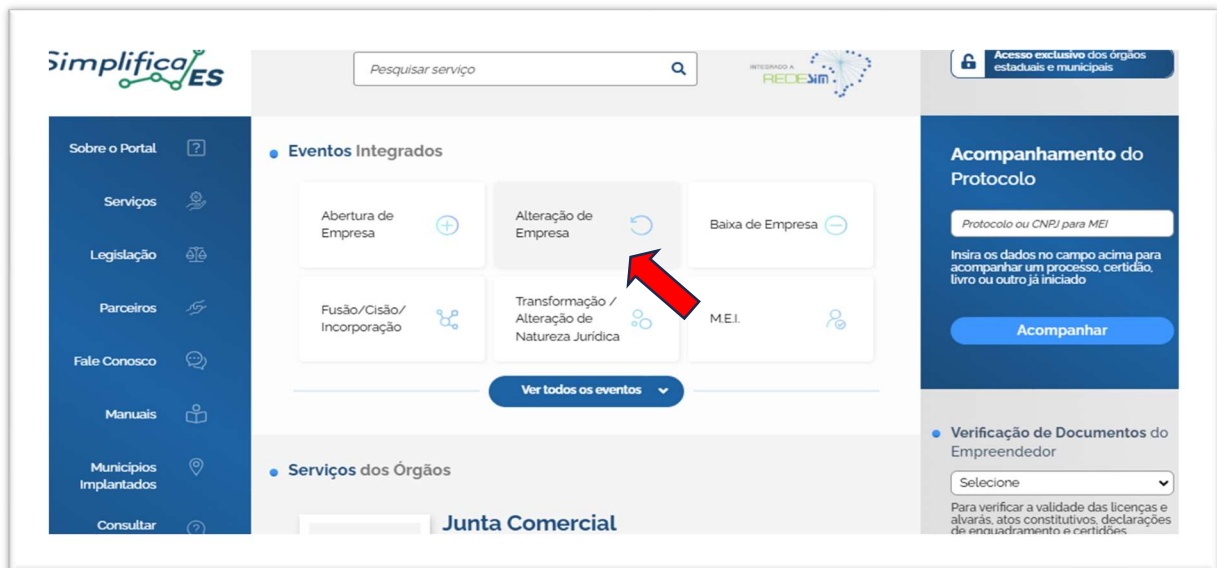 Simplifica ES
Pesquisar serviço
INTEGRADO A
REDESIM
Acesso exclusivo dos órgãos
estaduais e municipais
Sobre o Portal
Serviços
Legislação
Parceiros
Fale Conosco
Manuais
Municípios
Implantados
Consultar
Eventos Integrados
Abertura de
Empresa
Alteração de
Empresa
Baixa de Empresa
Fusão/Cisão/
Incorporação
Transformação /
Alteração de
Natureza Jurídica
M.E.I.
Ver todos os eventos
Serviços dos Órgãos
Junta Comercial
Acompanhamento do
Protocolo
Protocolo ou CNPJ para MEI
Insira os dados no campo acima para
acompanhar um processo, certidão,
livro ou outro já iniciado
Acompanhar
Verificação de Documentos do
Empreendedor
Selecione
Para verificar a validade das licenças e
alvarás, atos constitutivos, declarações
de enquadramento e certidões